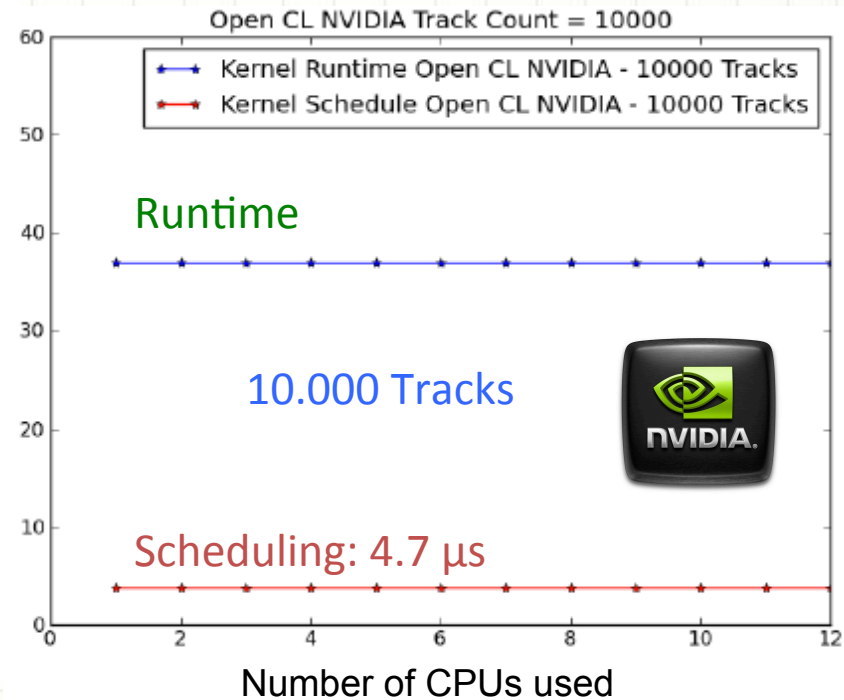 Open CL NVIDIA Track Count = 10000
60
Kernel Runtime Open CL NVIDIA - 10000 Tracks
Kernel Schedule Open CL NVIDIA - 10000 Tracks
50
Runtime
40
30
10.000 Tracks
NVIDIA.
20
10
Scheduling: 4.7 µs
0
0 2 4 6 8 10 12
Number of CPUs used